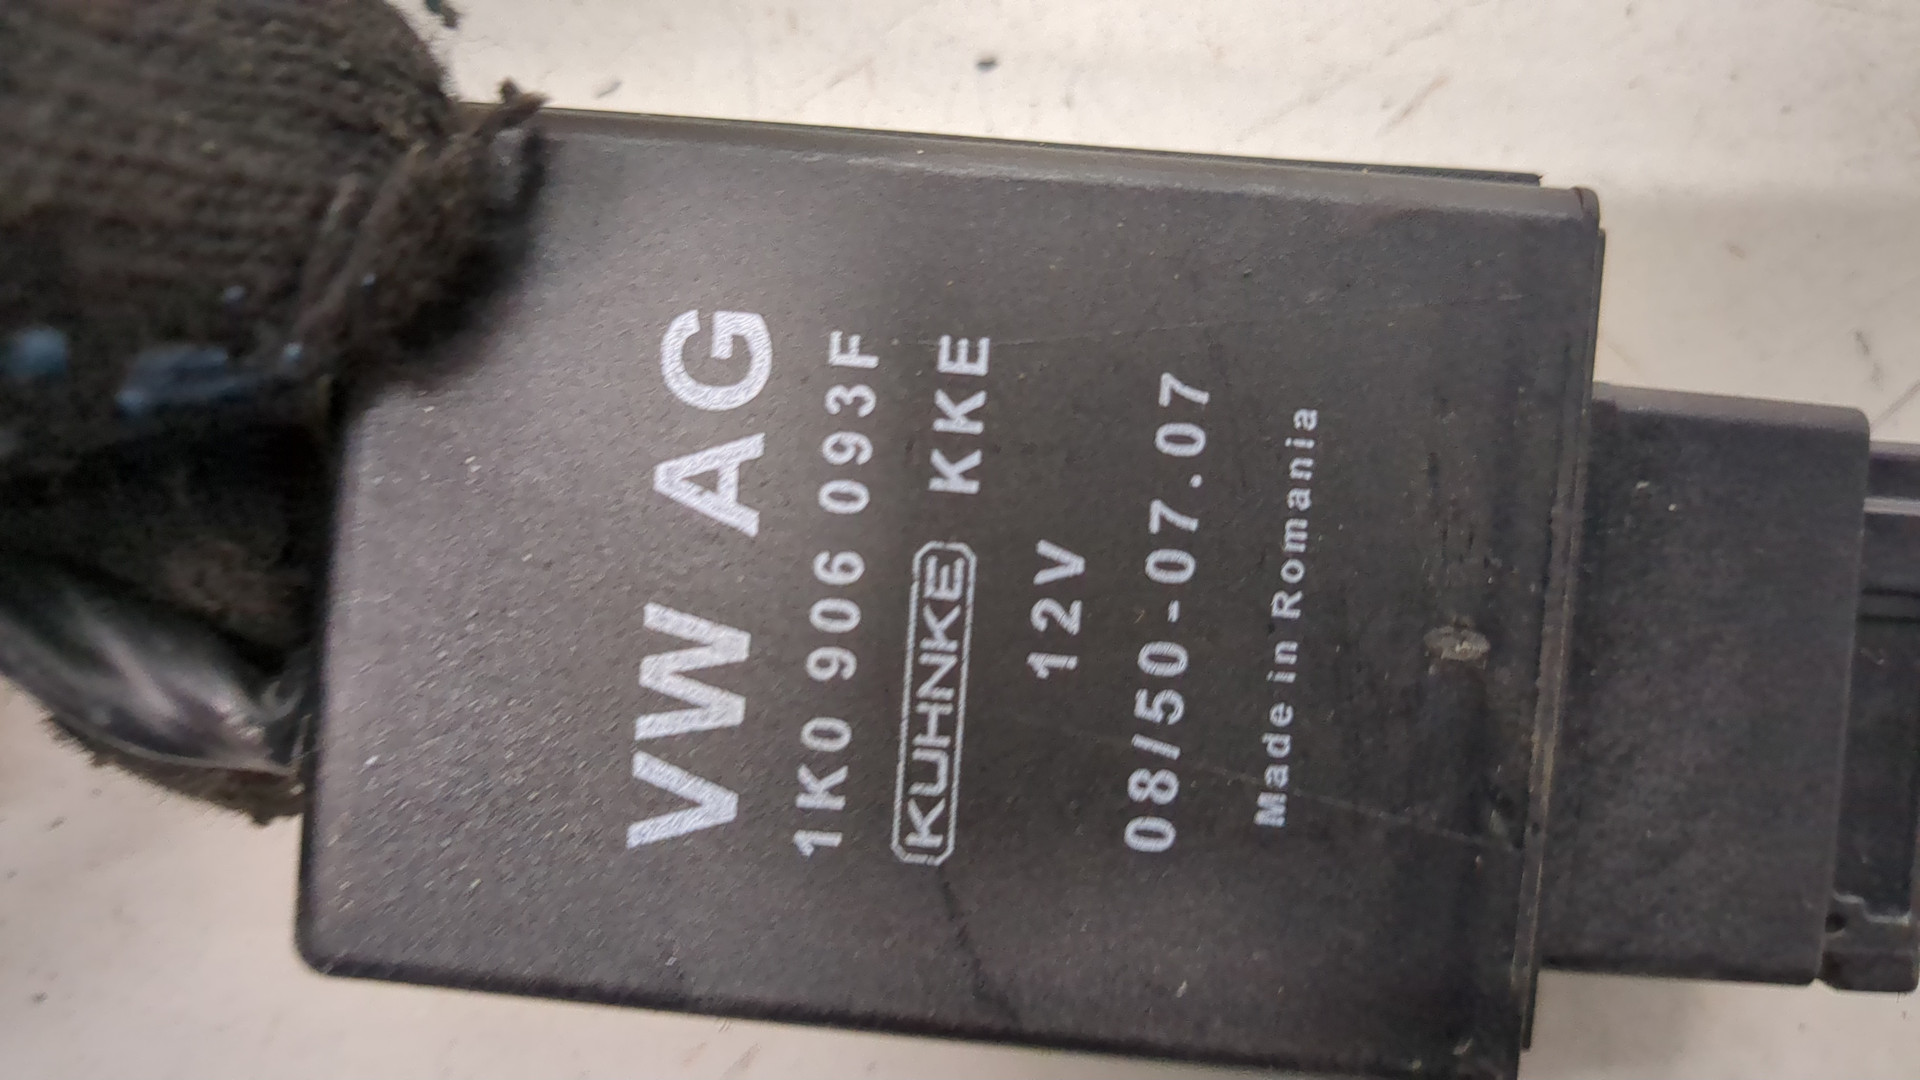 VW AG
1K0 906 093F
KUHNKE KKE
12V
08/50-07.07
Made in Romania